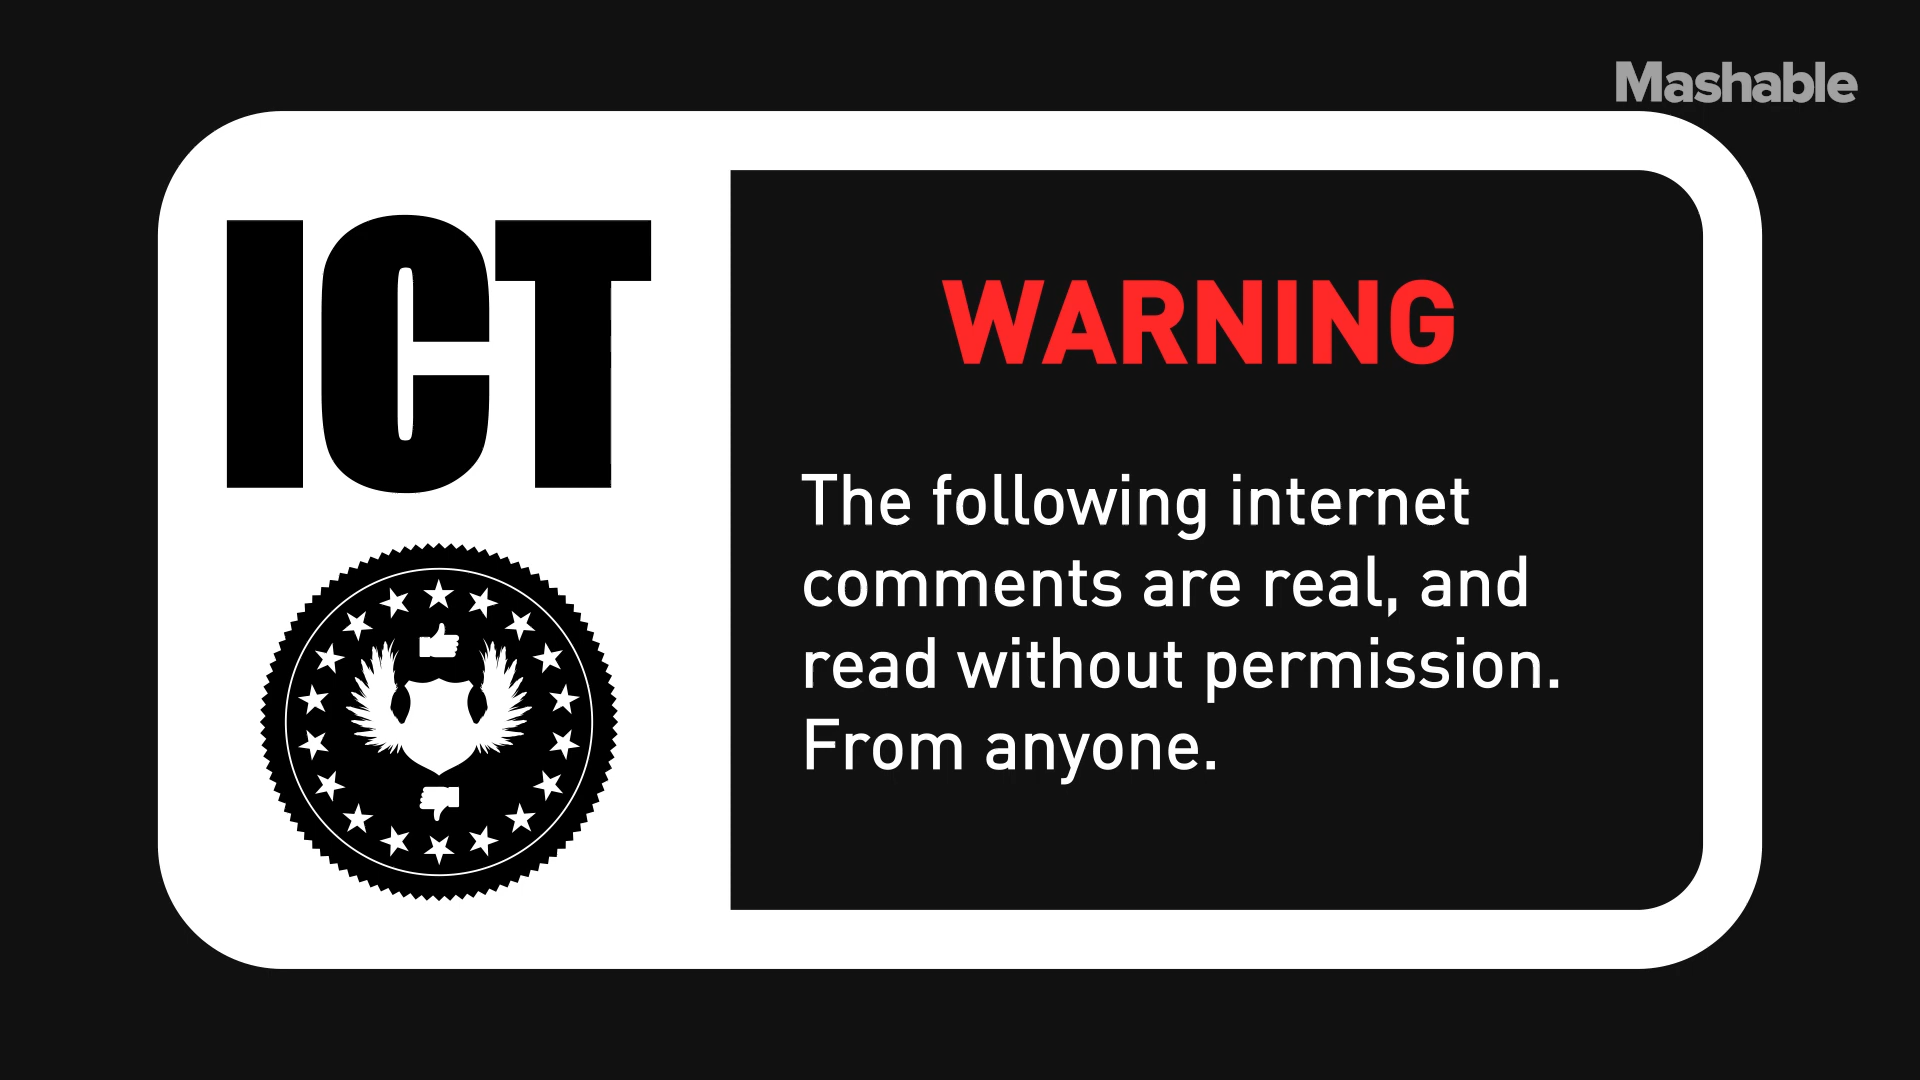 Mashable
ICT
WARNING
The following internet
comments are real, and
read without permission.
From anyone.